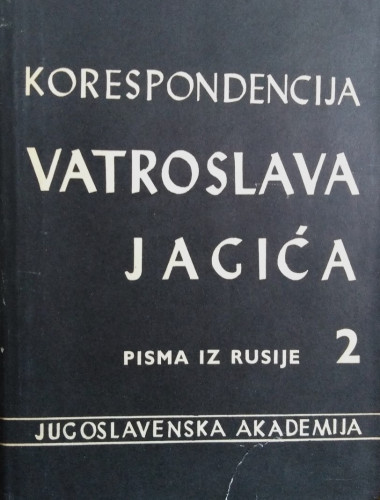 KORESPONDENCIJA
VATROSLAVA
JAGIĆA
PISMA IZ RUSIJE 2
JUGOSLAVENSKA AKADEMIJA